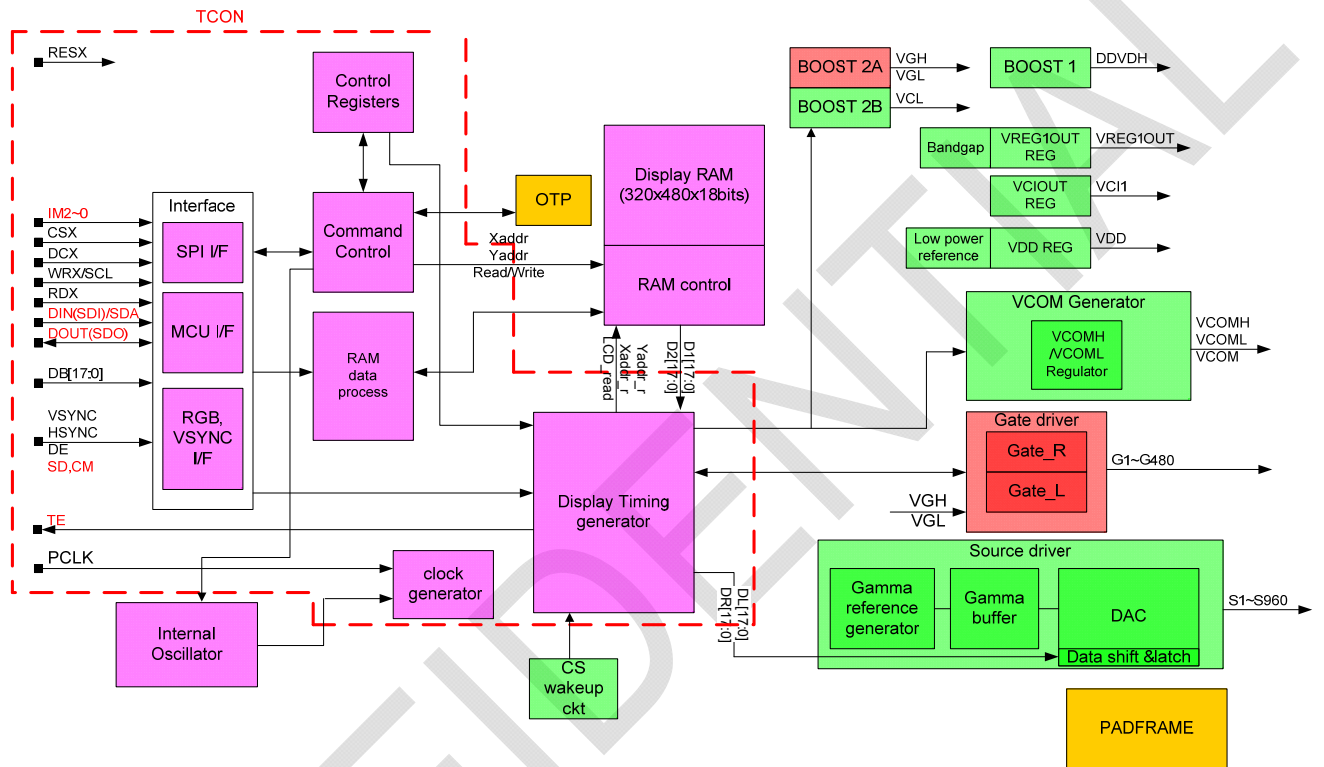 TCON
RESX
Control
Registers
BOOST 2A
VGH
VGL
BOOST 2B
VCL
BOOST 1
DDVDH
Bandgap
VREG1OUT
REG
VREG1OUT
VCIOUT
REG
VCI1
Low power
reference
VDD REG
VDD
Display RAM
(320x480x18bits)
RAM control
OTP
Xaddr
Yaddr
Read/Write
Command
Control
Interface
SPI I/F
MCU I/F
RGB,
VSYNC
I/F
IM2~0
CSX
DCX
WRX/SCL
RDX
DIN(SDI)/SDA
DOUT(SDO)
DB[17:0]
VSYNC
HSYNC
DE
SD,CM
TE
PCLK
RAM
data
process
LCD_read
Xaddr_r
Yaddr_r
D2[17:0]
D1[17:0]
VCOM Generator
VCOMH
/VCOML
Regulator
VCOMH
VCOML
VCOM
Gate driver
Gate_R
Gate_L
G1~G480
VGH
VGL
Display Timing
generator
clock
generator
Internal
Oscillator
DR[17:0]
DL[17:0]
CS
wakeup
ckt
Source driver
Gamma
reference
generator
Gamma
buffer
DAC
Data shift &latch
S1~S960
PADFRAME
FIDENTIAL